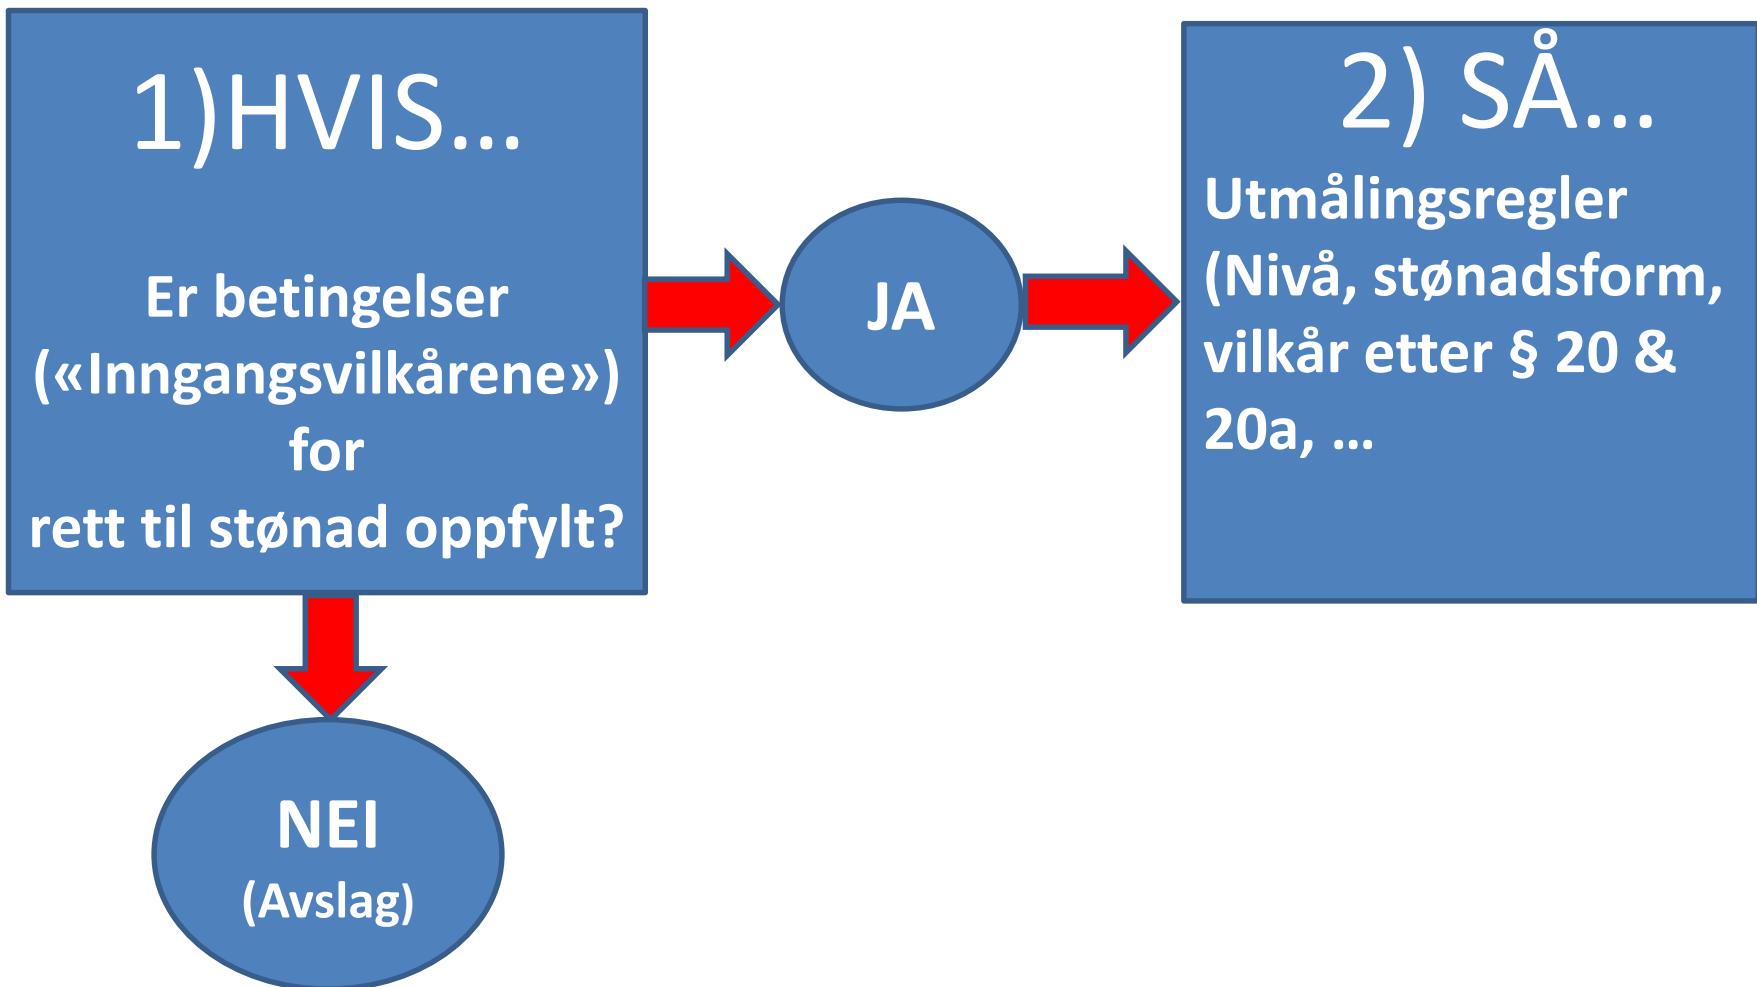 1)HVIS...
Er betingelser
(«Inngangsvilkårene»)
for
rett til stønad oppfylt?
JA
2) SÅ...
Utmålingsregler
(Nivå, stønadsform,
vilkår etter § 20 &
20a, ...
NEI
(Avslag)